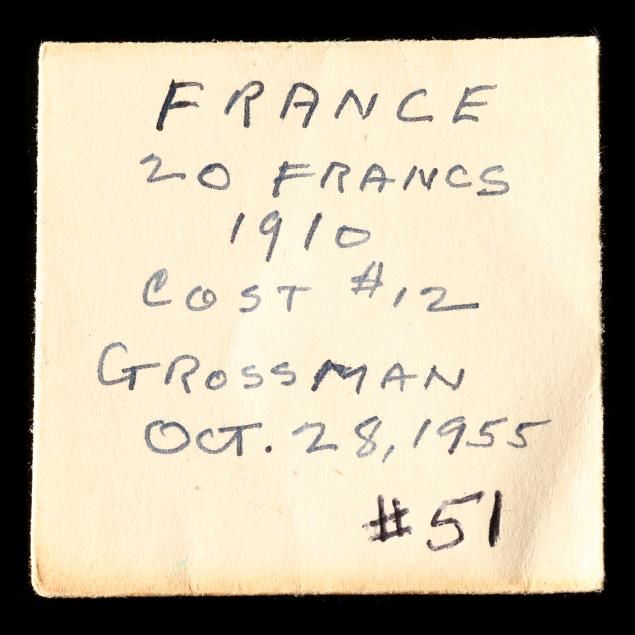 FRANCE
20 FRANCS
1910
COST #12
GROSSMAN
OCT. 28, 1955
#51